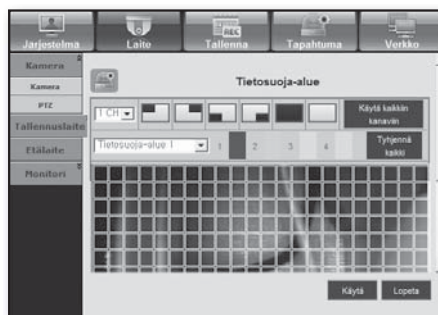 Järjestelmä Laite Tallenna Tapahtuma Verkko
REC
Kamera
Kamera
PTZ
Tallennuslaite
Etälaite
Monitori
Tietosuoja-alue
1 CH
Käytä kaikkiin kanaviin
Tietosuoja-alue 1
1 2 3 4
Tyhjennä kaikki
Käytä Lopeta